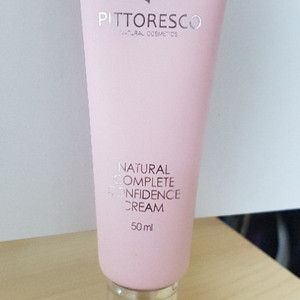 PITTORESCO
NATURAL COSMETICS
NATURAL
COMPLETE
CONFIDENCE
CREAM
50 ml